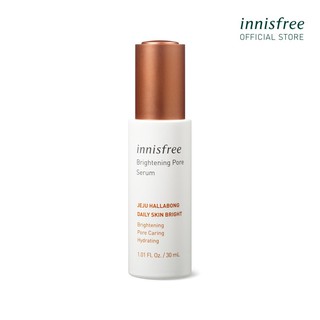 innisfree
OFFICIAL STORE
innisfree
Brightening Pore
Serum
JEJU HALLABONG
DAILY SKIN BRIGHT
Brightening
Pore Caring
Hydrating
1.01 Fl. Oz. / 30 mL